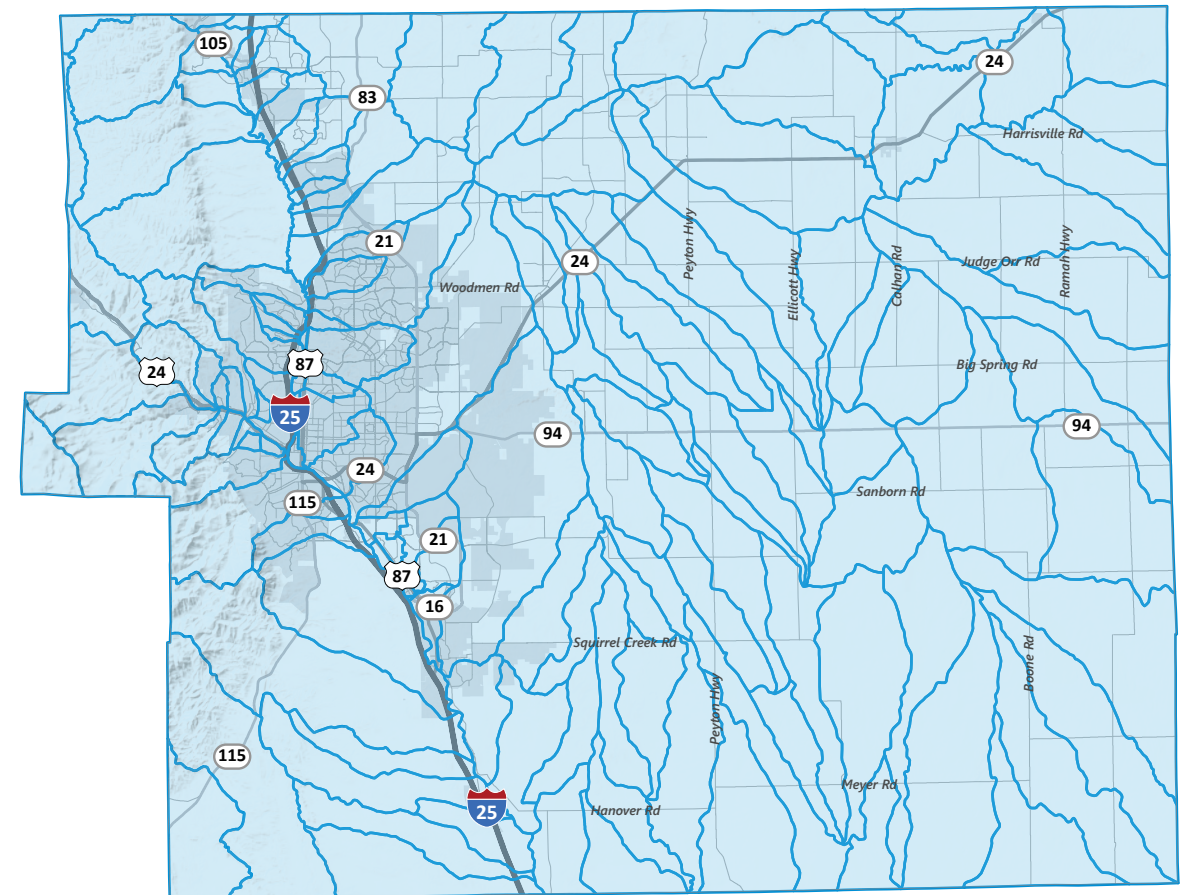 105
24
83
Harrisville Rd
21
Peyton Hwy
24
Ellicott Hwy
Calhan Rd
Judge Orr Rd
Ramah Hwy
Woodmen Rd
87
24
Big Spring Rd
25
94
94
24
Sanborn Rd
115
21
87
16
Squirrel Creek Rd
Boone Rd
Peyton Hwy
115
Meyer Rd
25
Hanover Rd